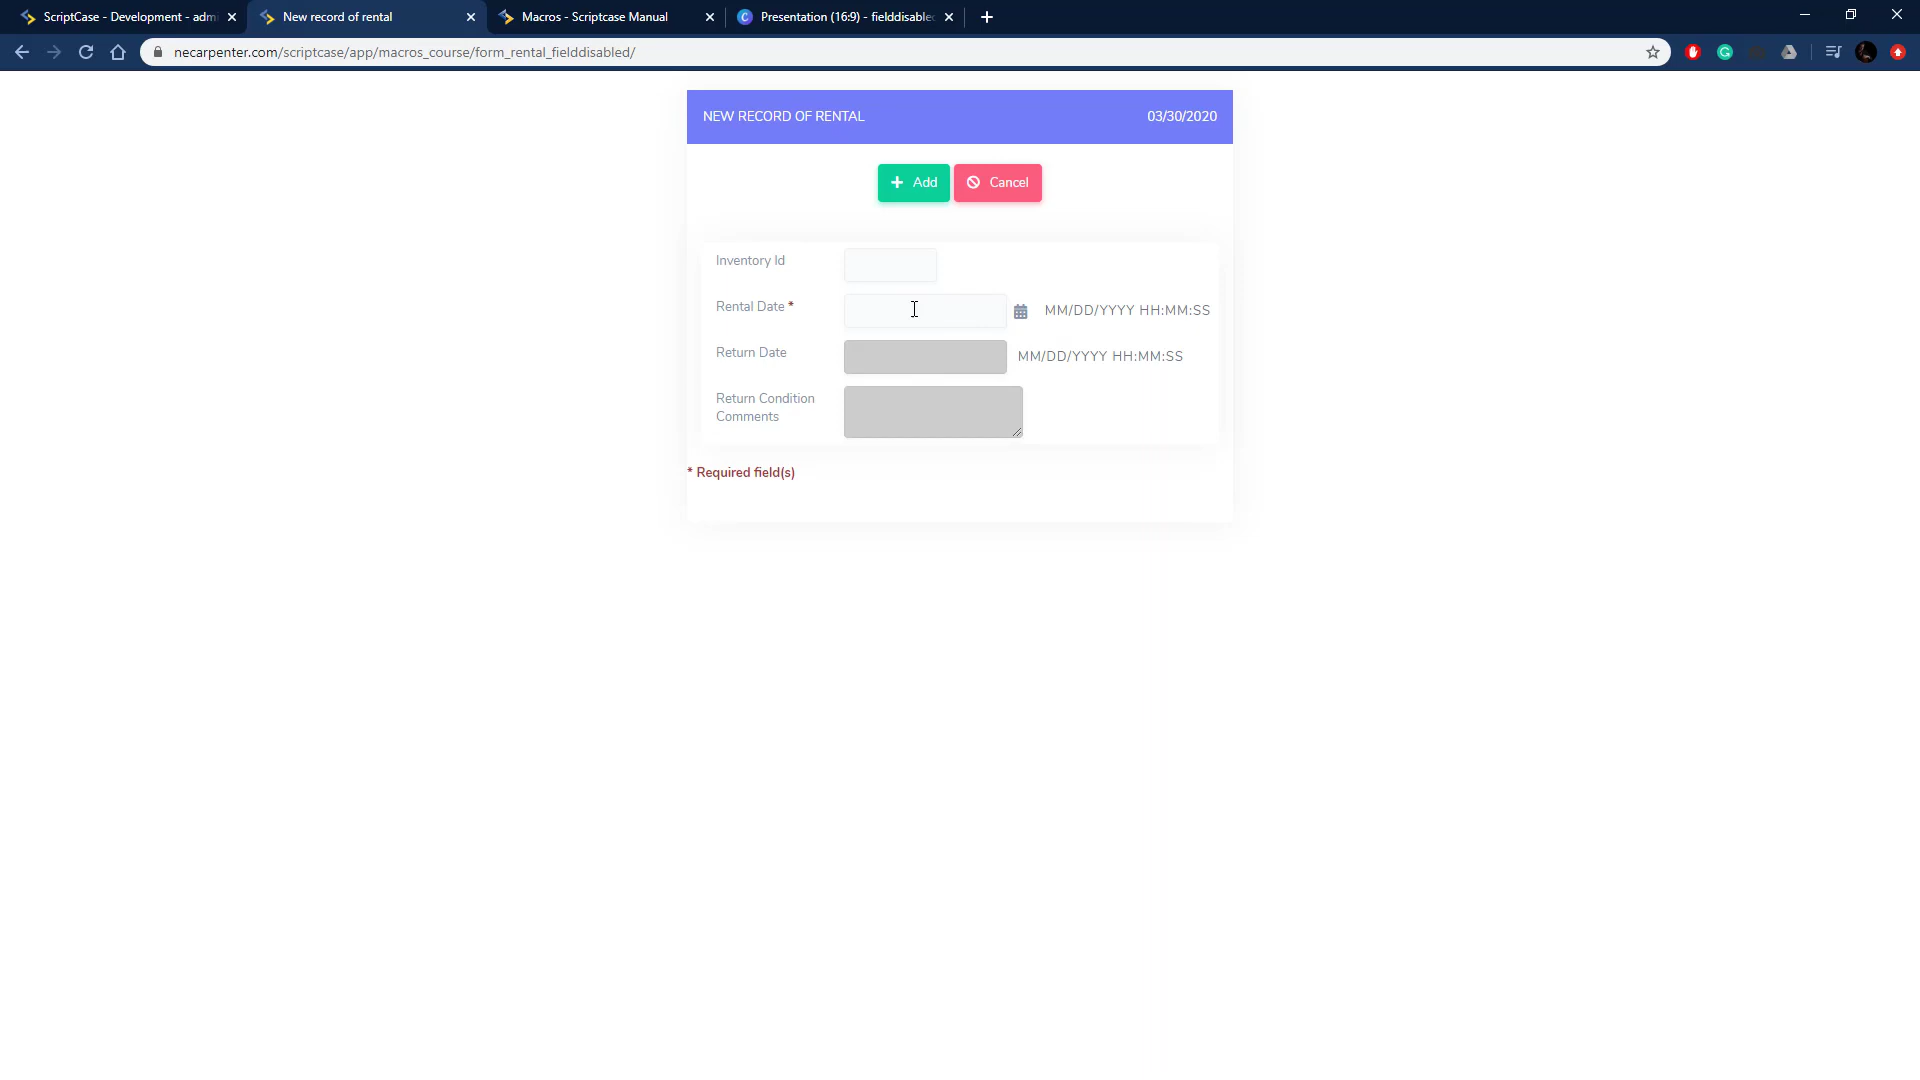 ScriptCase - Development - adm
New record of rental
Macros - Scriptcase Manual
Presentation (16:9) - fielddisable
necarpenter.com/scriptcase/app/macros_course/form_rental_fielddisabled/
NEW RECORD OF RENTAL
03/30/2020
Add
Cancel
Inventory Id
Rental Date *
MM/DD/YYYY HH:MM:SS
Return Date
MM/DD/YYYY HH:MM:SS
Return Condition
Comments
* Required field(s)